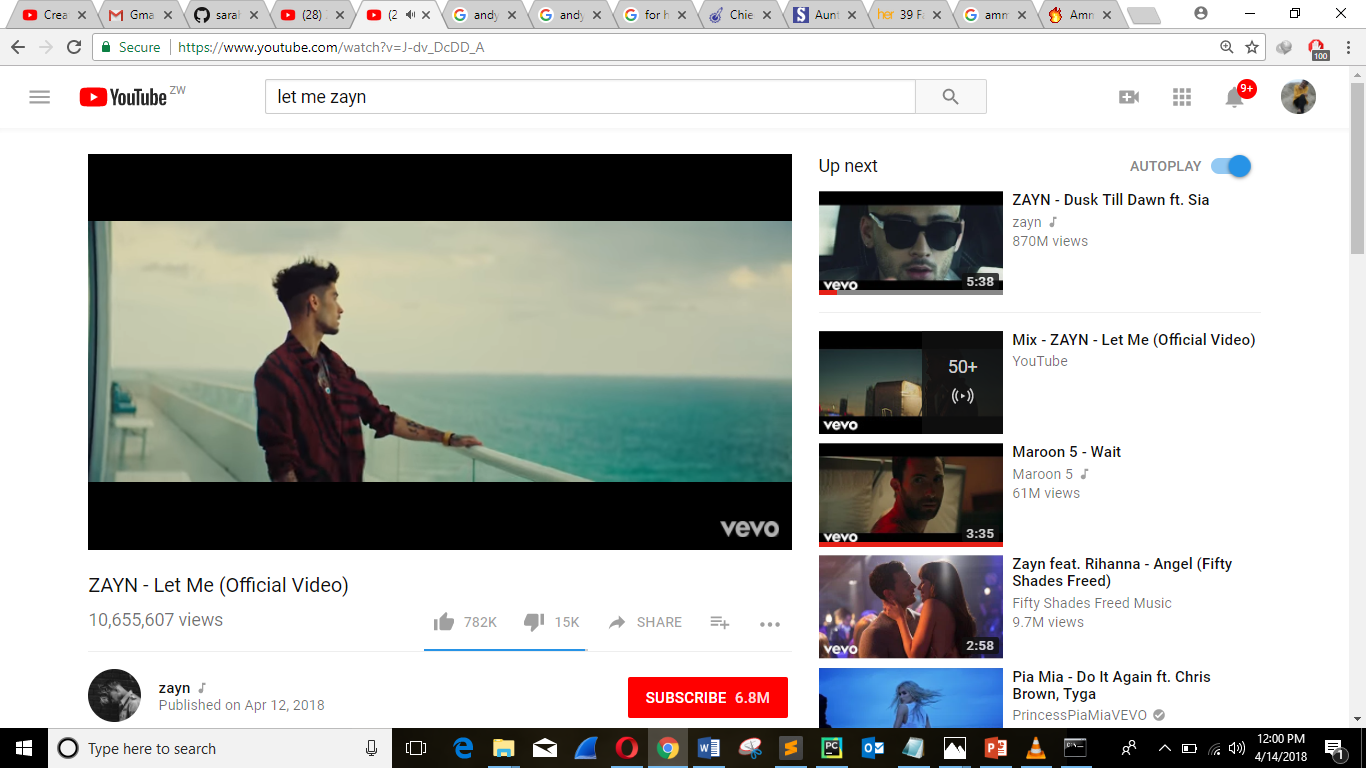 Crea
Gma
sarah
(28)
(2
andy
andy
for h
Chie
Aunt
her 39 Fa
amm
Amn
Secure
https://www.youtube.com/watch?v=J-dv_DcDD_A
100
YouTube ZW
let me zayn
9+
Up next
AUTOPLAY
vevo
ZAYN - Let Me (Official Video)
10,655,607 views
782K
15K
SHARE
zayn
Published on Apr 12, 2018
SUBSCRIBE 6.8M
vevo
5:38
ZAYN - Dusk Till Dawn ft. Sia
zayn
870M views
vevo
50+
Mix - ZAYN - Let Me (Official Video)
YouTube
vevo
3:35
Maroon 5 - Wait
Maroon 5
61M views
vevo
2:58
Zayn feat. Rihanna - Angel (Fifty
Shades Freed)
Fifty Shades Freed Music
9.7M views
Pia Mia - Do It Again ft. Chris
Brown, Tyga
PrincessPiaMiaVEVO
Type here to search
12:00 PM
4/14/2018
1